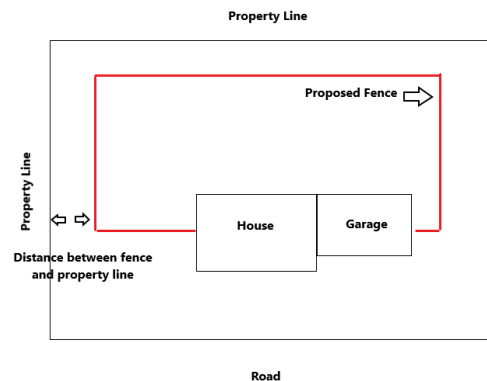 Property Line
Proposed Fence
Property Line
House
Garage
Distance between fence
and property line
Road